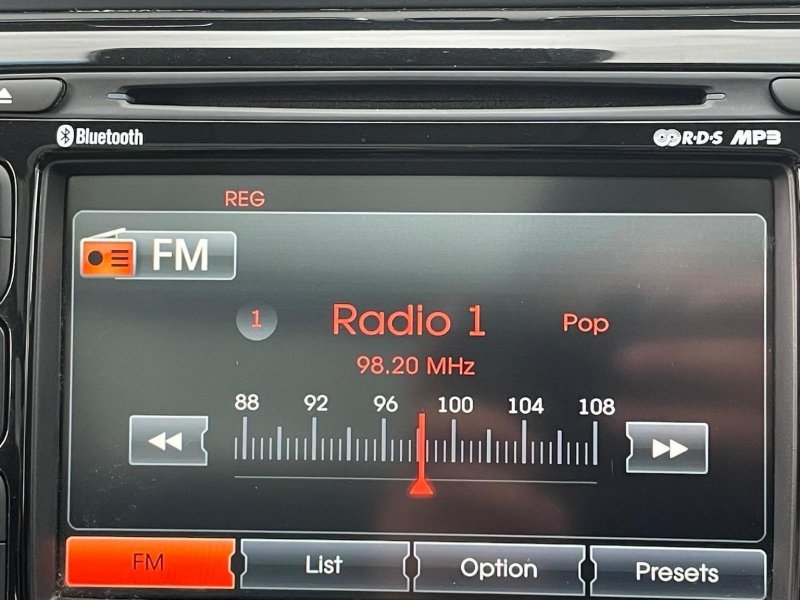 Bluetooth R·D·S MP3
REG
FM
1 Radio 1 Pop
98.20 MHz
88 92 96 100 104 108
FM List Option Presets